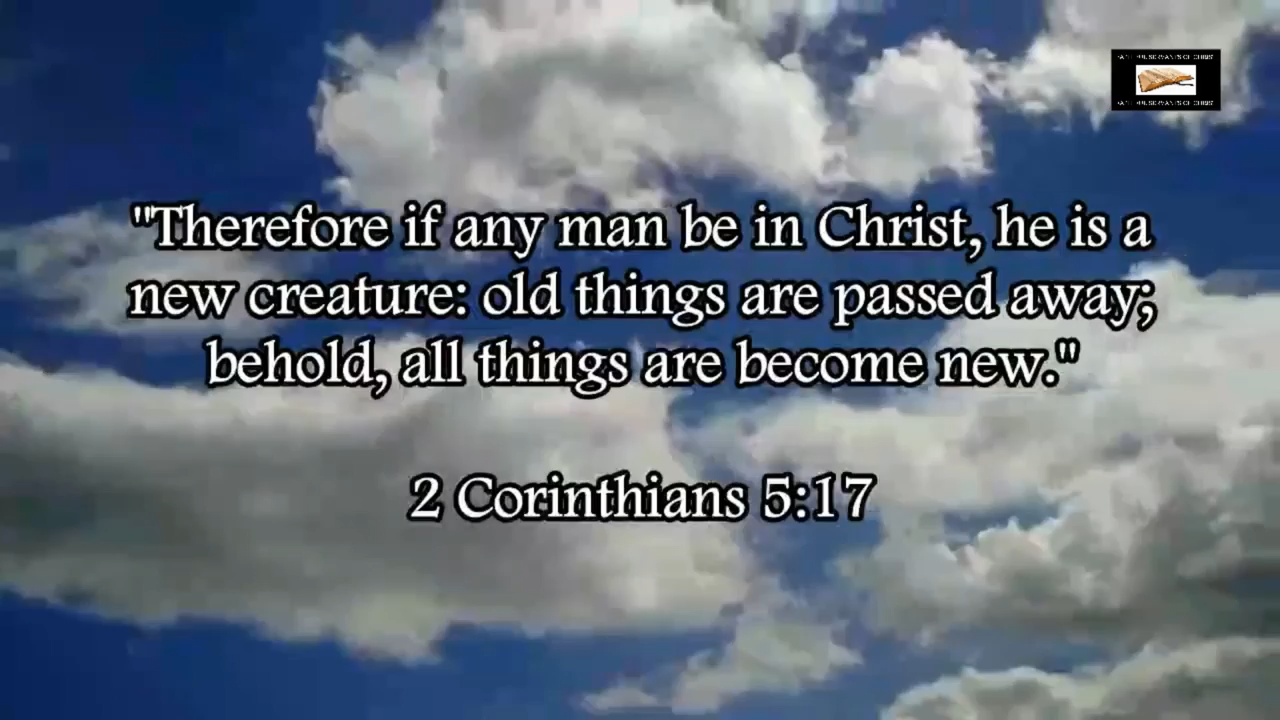 "Therefore if any man be in Christ, he is a
new creature: old things are passed away;
behold, all things are become new."
2 Corinthians 5:17